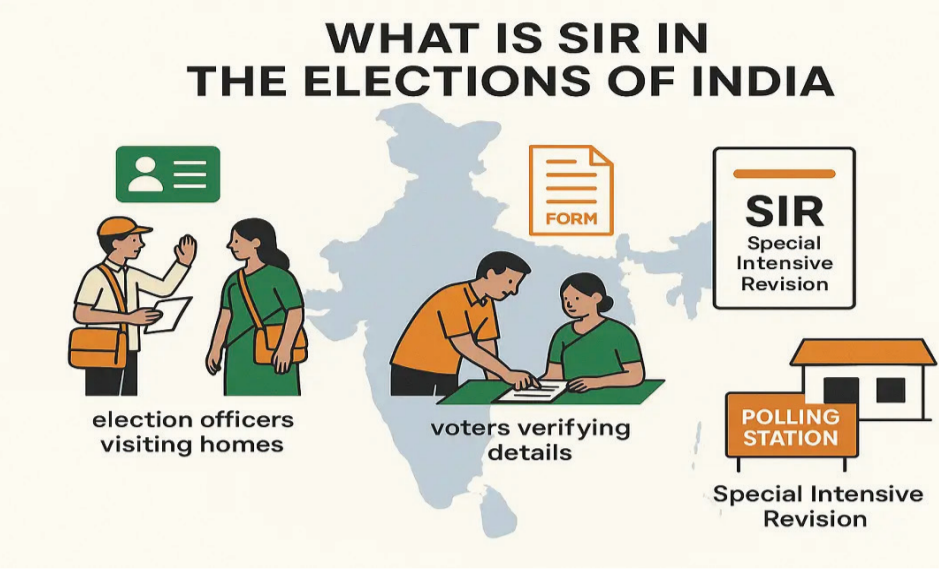 WHAT IS SIR IN
THE ELECTIONS OF INDIA
FORM
SIR
Special
Intensive
Revision
election officers
visiting homes
voters verifying
details
POLLING
STATION
Special Intensive
Revision